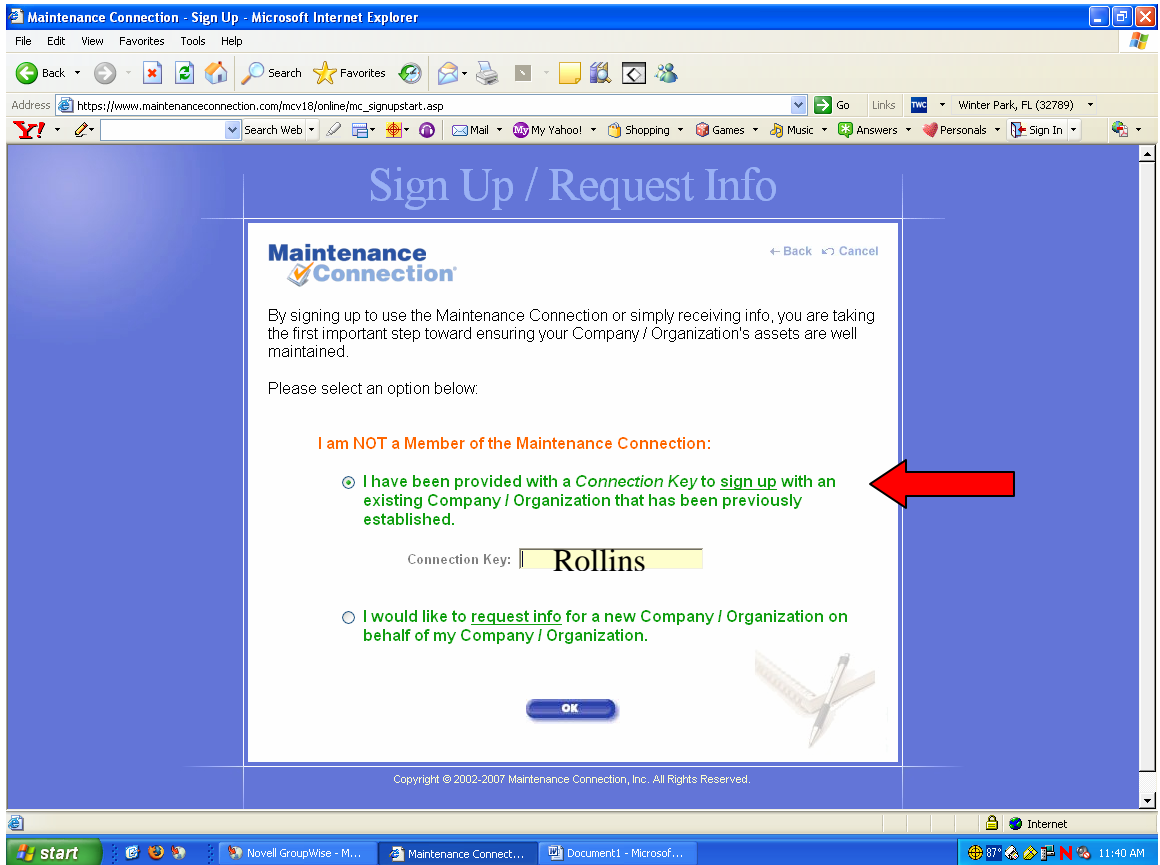 Maintenance Connection - Sign Up - Microsoft Internet Explorer
File Edit View Favorites Tools Help
Back Search Favorites
Address https://www.maintenanceconnection.com/mcv18/online/mc_signupstart.asp Go Links TWC Winter Park, FL (32789)
Y! Search Web Mail My Yahoo! Shopping Games Music Answers Personals Sign In
Sign Up / Request Info
Maintenance
Connection
Back Cancel
By signing up to use the Maintenance Connection or simply receiving info, you are taking
the first important step toward ensuring your Company / Organization's assets are well
maintained.
Please select an option below:
I am NOT a Member of the Maintenance Connection:
I have been provided with a Connection Key to sign up with an
existing Company / Organization that has been previously
established.
Connection Key: Rollins
I would like to request info for a new Company / Organization on
behalf of my Company / Organization.
OK
Copyright © 2002-2007 Maintenance Connection, Inc. All Rights Reserved.
Internet
start Novell GroupWise - M... Maintenance Connect... Document1 - Microsof... 87° N 11:40 AM